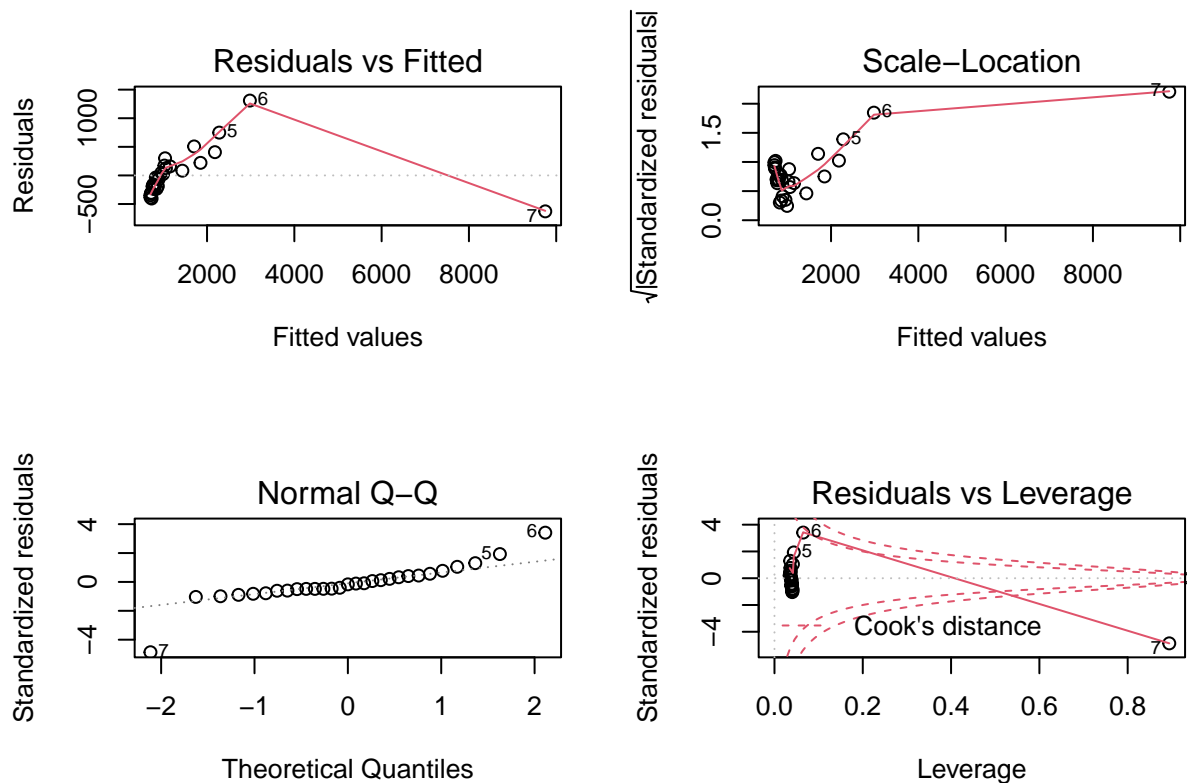 Residuals vs Fitted
Residuals
1000
−500
6
5
7
2000 4000 6000 8000
Fitted values
Scale−Location
√|Standardized residuals|
1.5
0.0
7
6
5
2000 4000 6000 8000
Fitted values
Normal Q−Q
Standardized residuals
4
0
−4
6
5
7
−2 −1 0 1 2
Theoretical Quantiles
Residuals vs Leverage
Standardized residuals
4
0
−4
6
5
Cook's distance
7
0.0 0.2 0.4 0.6 0.8
Leverage